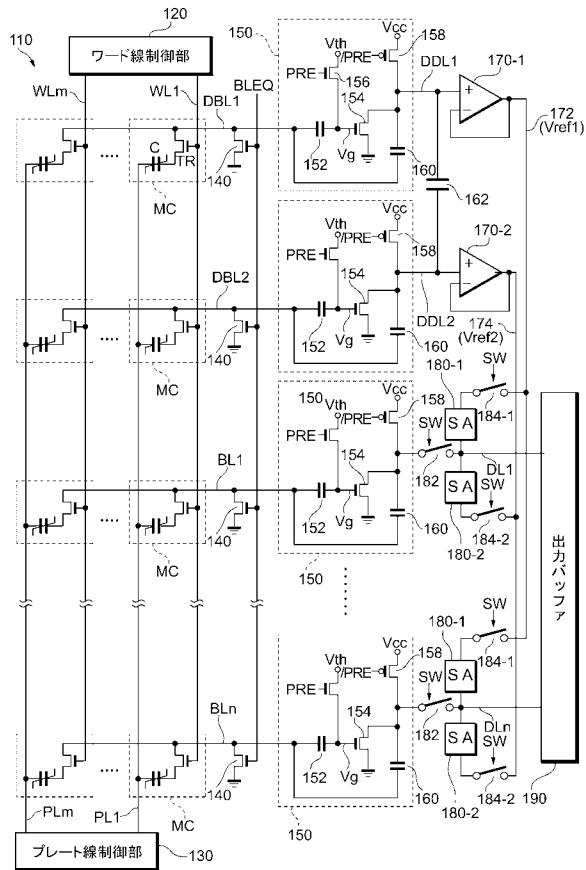 120
ワード線制御部
110
WLm
WL1
DBL1
BLEQ
150
Vcc
Vth
/PRE
158
PRE
156
154
DDL1
170-1
172
(Vref1)
C
TR
140
152
Vg
160
162
MC
Vcc
Vth
/PRE
158
PRE
154
170-2
DBL2
DDL2
140
152
Vg
160
174
(Vref2)
MC
180-1
SW
Vcc
150
Vth
/PRE
158
SW
SA
184-1
PRE
154
BL1
182
DL1
SW
SA
140
152
Vg
160
184-2
180-2
MC
150
出力バッファ
180-1
SW
Vcc
Vth
/PRE
158
SW
SA
184-1
PRE
154
BLn
182
DLn
SW
SA
140
152
Vg
160
184-2
180-2
190
PLm
PL1
MC
150
プレート線制御部
130